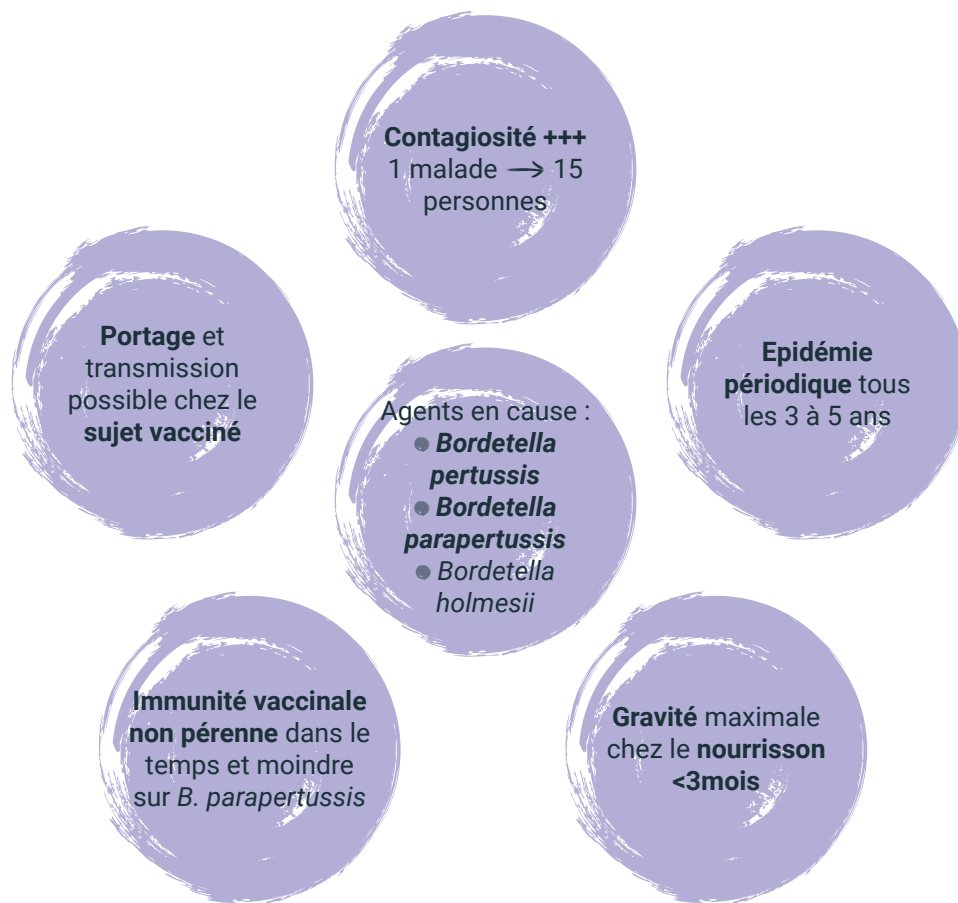 Contagiosité +++
1 malade → 15
personnes
Portage et
transmission
possible chez le
sujet vacciné
Epidémie
périodique tous
les 3 à 5 ans
Agents en cause :
● Bordetella
pertussis
● Bordetella
parapertussis
● Bordetella
holmesii
Immunité vaccinale
non pérenne dans le
temps et moindre
sur B. parapertussis
Gravité maximale
chez le nourrisson
<3mois